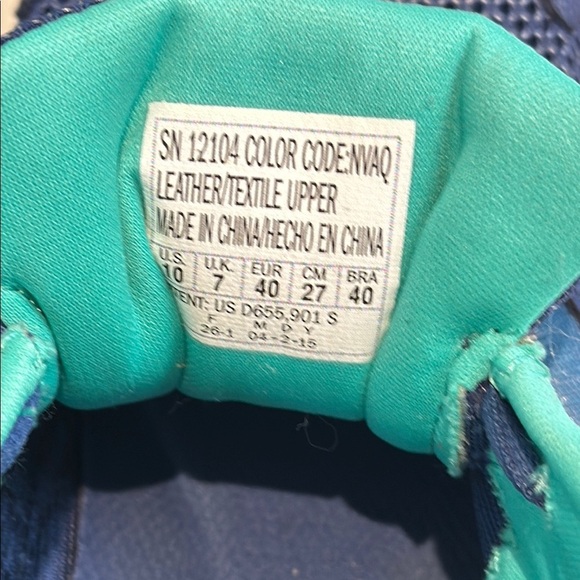 SN 12104 COLOR CODE:NVAQ
LEATHER/TEXTILE UPPER
MADE IN CHINA/HECHO EN CHINA
U.S. U.K. EUR CM BRA
10 7 40 27 40
TENT: US D655,901 S
F M D Y
26-1 04-2-15